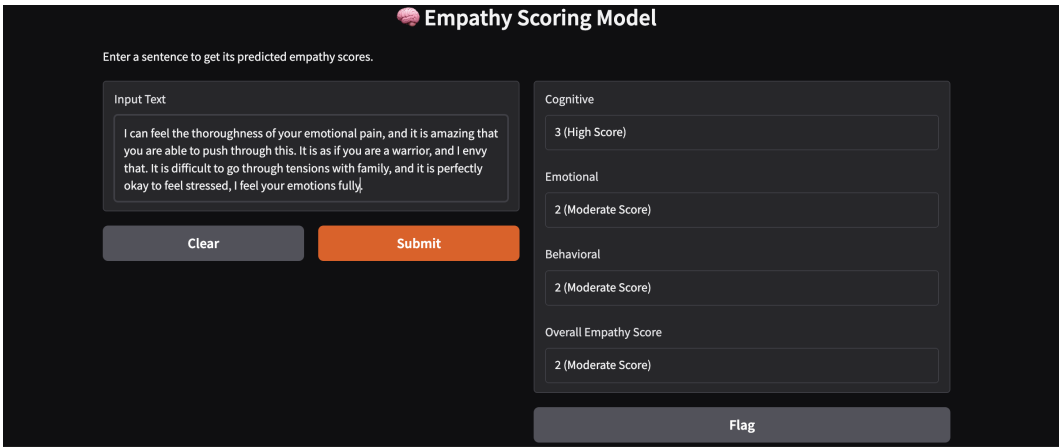 🧠 Empathy Scoring Model
Enter a sentence to get its predicted empathy scores.
Input Text
I can feel the thoroughness of your emotional pain, and it is amazing that
you are able to push through this. It is as if you are a warrior, and I envy
that. It is difficult to go through tensions with family, and it is perfectly
okay to feel stressed, I feel your emotions fully.
Clear
Submit
Cognitive
3 (High Score)
Emotional
2 (Moderate Score)
Behavioral
2 (Moderate Score)
Overall Empathy Score
2 (Moderate Score)
Flag